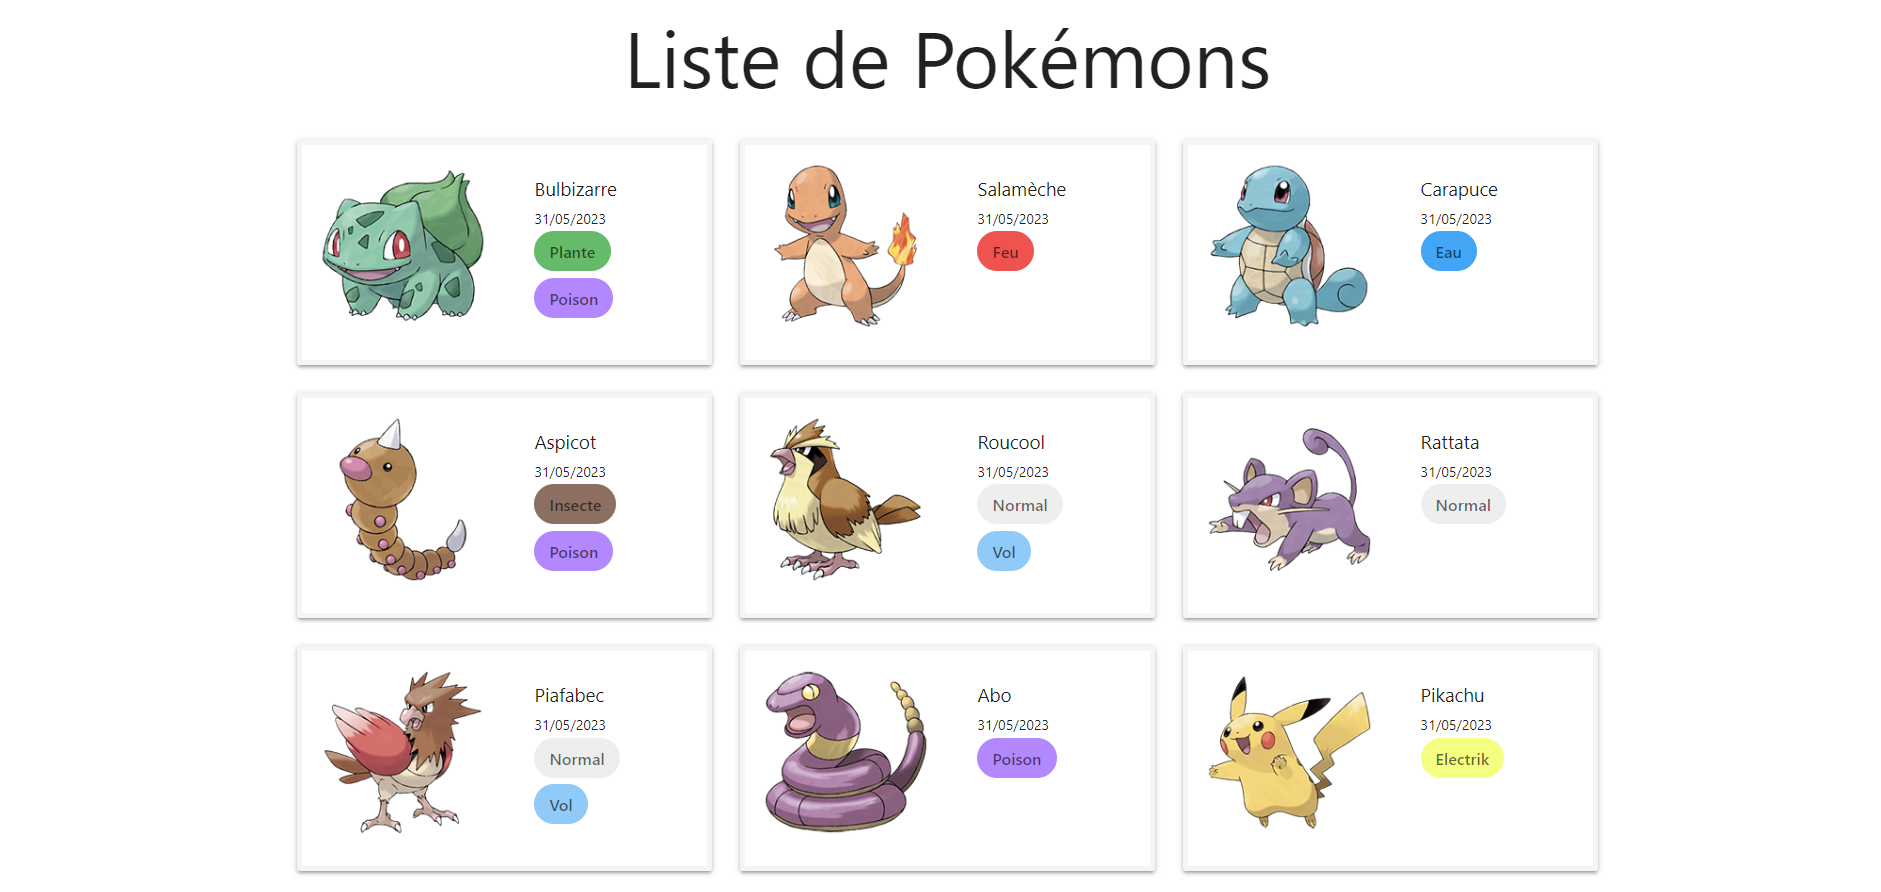 Liste de Pokémons
Bulbizarre
31/05/2023
Plante
Poison
Salamèche
31/05/2023
Feu
Carapuce
31/05/2023
Eau
Aspicot
31/05/2023
Insecte
Poison
Roucool
31/05/2023
Normal
Vol
Rattata
31/05/2023
Normal
Piafabec
31/05/2023
Normal
Vol
Abo
31/05/2023
Poison
Pikachu
31/05/2023
Electrik